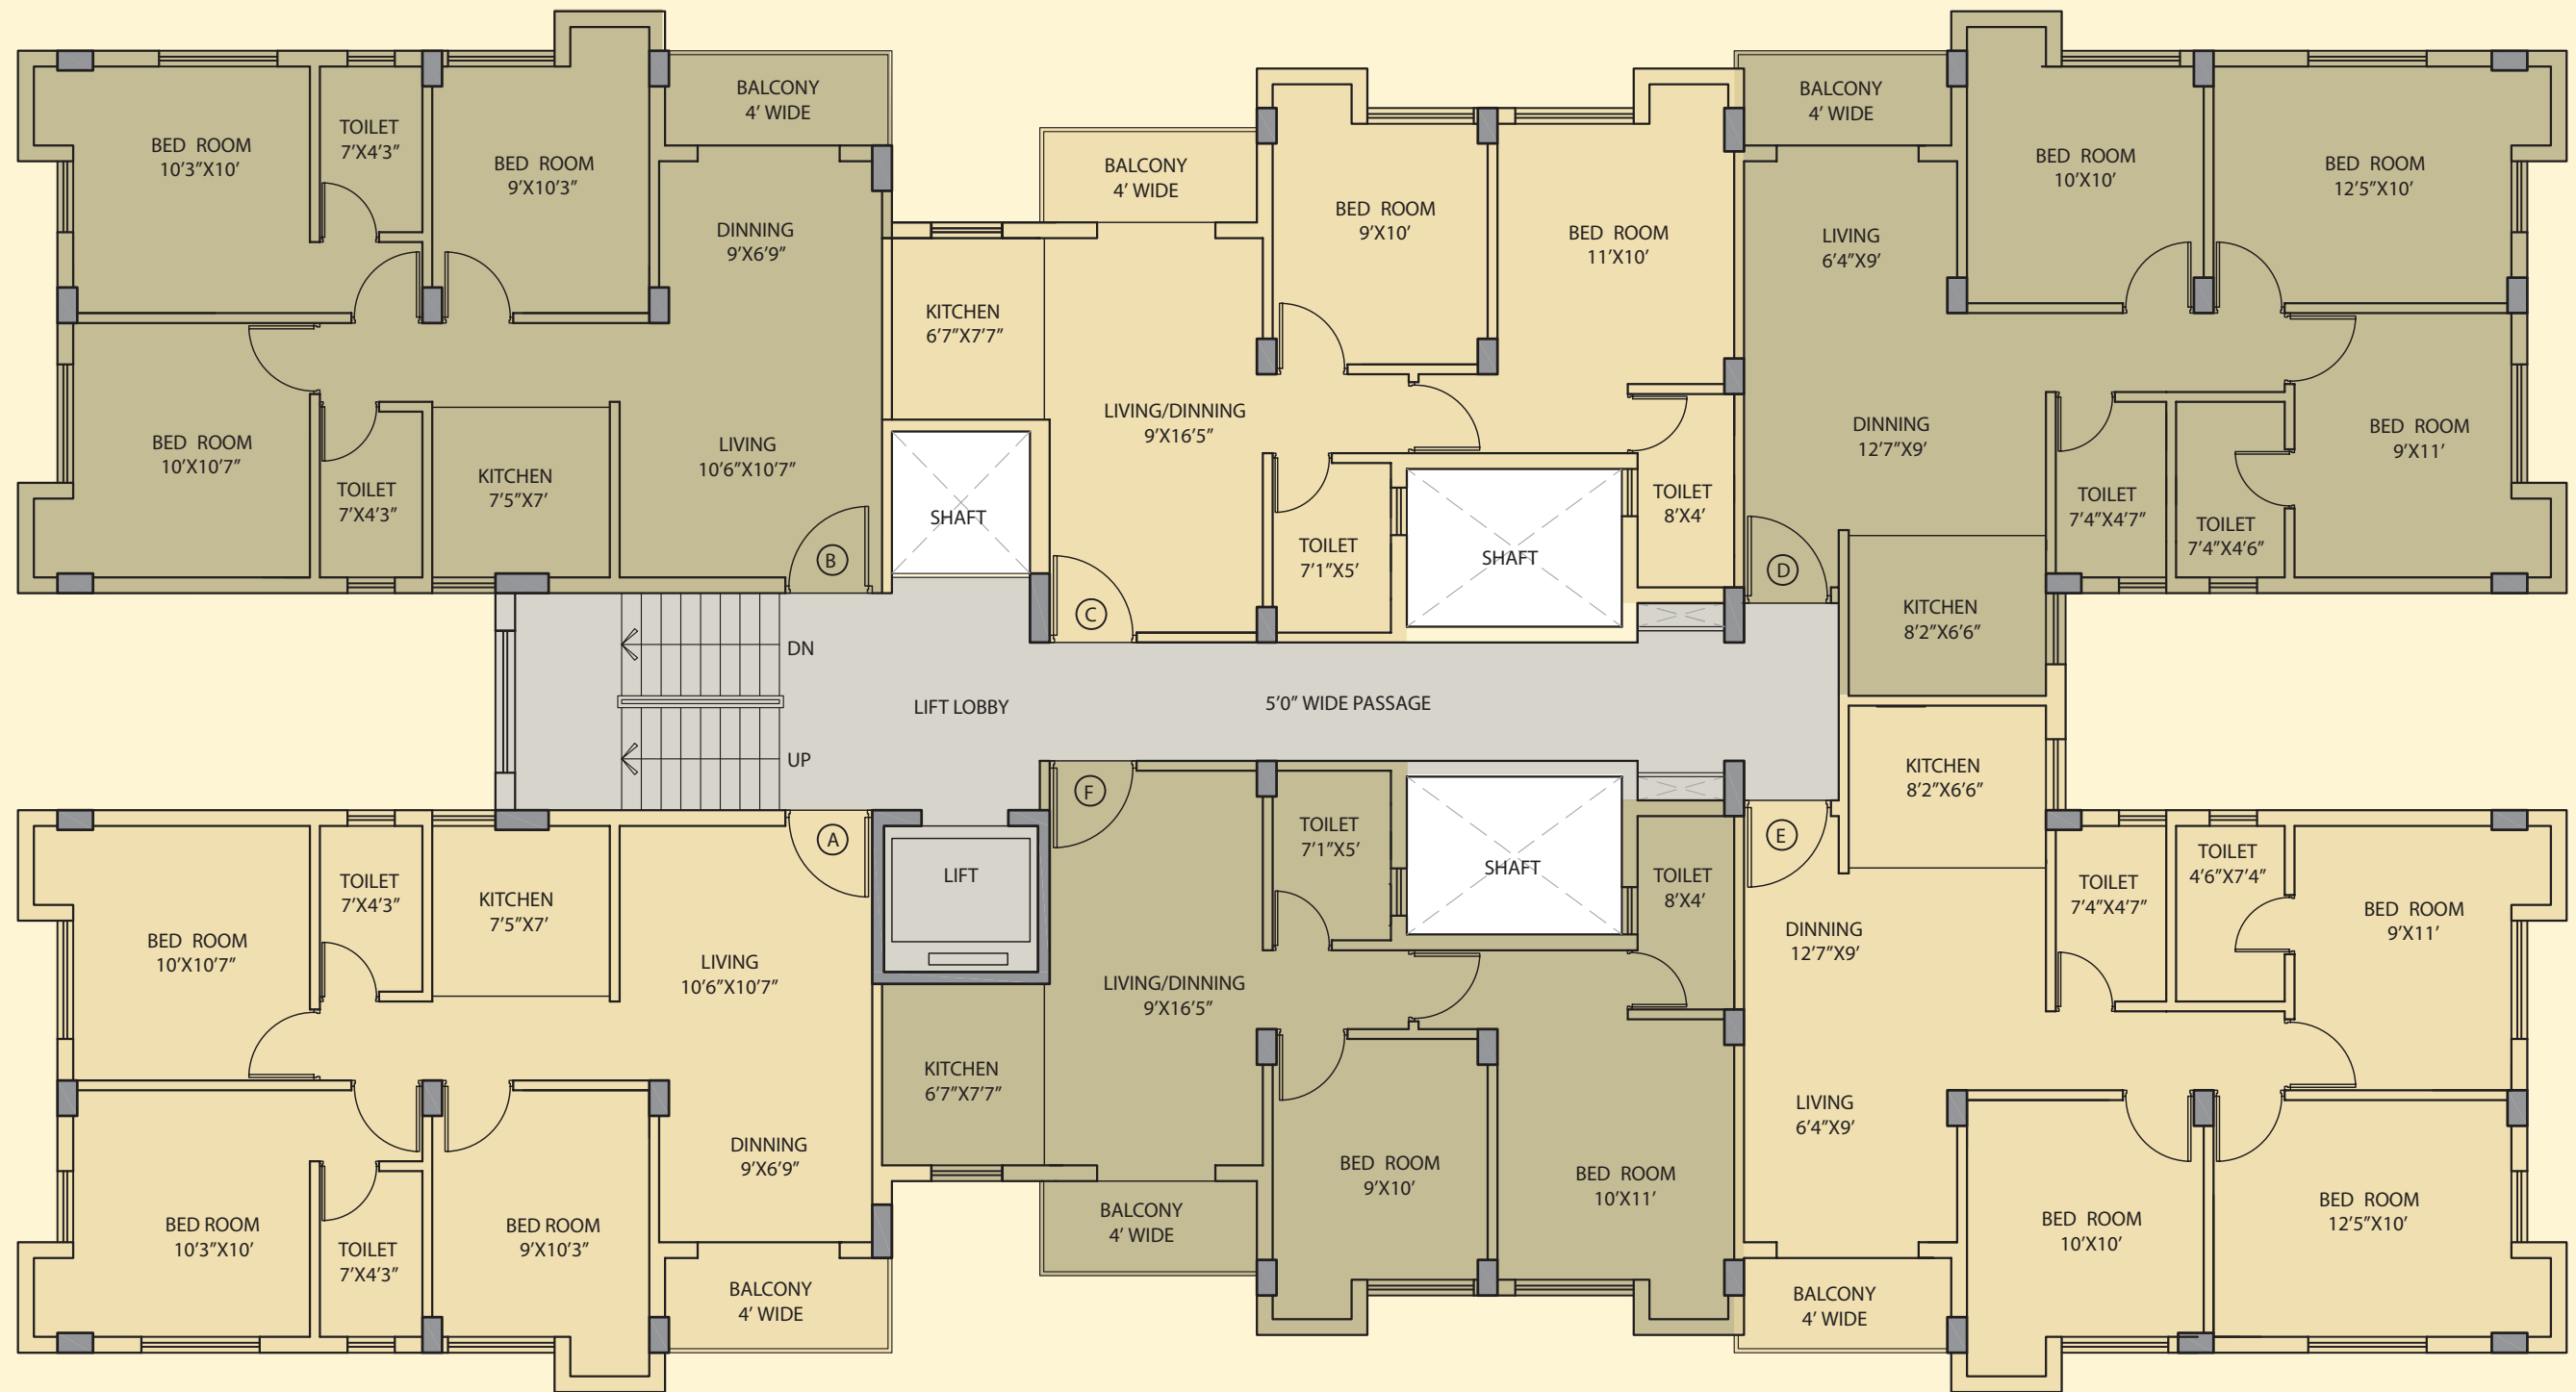 BED ROOM
10'3"X10'
TOILET
7'X4'3"
BED ROOM
9'X10'3"
BALCONY
4' WIDE
DINNING
9'X6'9"
BED ROOM
10'X10'7"
TOILET
7'X4'3"
KITCHEN
7'5"X7'
LIVING
10'6"X10'7"
B
KITCHEN
6'7"X7'7"
BALCONY
4' WIDE
LIVING/DINNING
9'X16'5"
SHAFT
C
BED ROOM
9'X10'
BED ROOM
11'X10'
TOILET
7'1"X5'
SHAFT
TOILET
8'X4'
BALCONY
4' WIDE
LIVING
6'4"X9'
BED ROOM
10'X10'
BED ROOM
12'5"X10'
DINNING
12'7"X9'
TOILET
7'4"X4'7"
TOILET
7'4"X4'6"
BED ROOM
9'X11'
D
KITCHEN
8'2"X6'6"
DN
LIFT LOBBY
5'0" WIDE PASSAGE
UP
KITCHEN
8'2"X6'6"
BED ROOM
10'X10'7"
TOILET
7'X4'3"
KITCHEN
7'5"X7'
LIVING
10'6"X10'7"
A
LIFT
F
BED ROOM
10'3"X10'
TOILET
7'X4'3"
BED ROOM
9'X10'3"
DINNING
9'X6'9"
BALCONY
4' WIDE
LIVING/DINNING
9'X16'5"
TOILET
7'1"X5'
SHAFT
TOILET
8'X4'
KITCHEN
6'7"X7'7"
BALCONY
4' WIDE
BED ROOM
9'X10'
BED ROOM
10'X11'
E
DINNING
12'7"X9'
TOILET
7'4"X4'7"
TOILET
4'6"X7'4"
BED ROOM
9'X11'
LIVING
6'4"X9'
BED ROOM
10'X10'
BED ROOM
12'5"X10'
BALCONY
4' WIDE